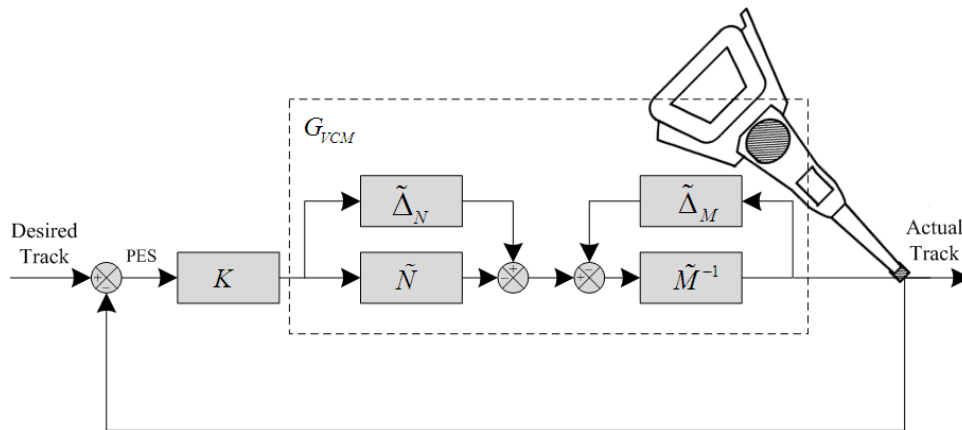 G_VCM
Δ̃_N
Δ̃_M
Desired
Track
PES
K
Ñ
M̃⁻¹
Actual
Track
+
−
+
−
−
+
+